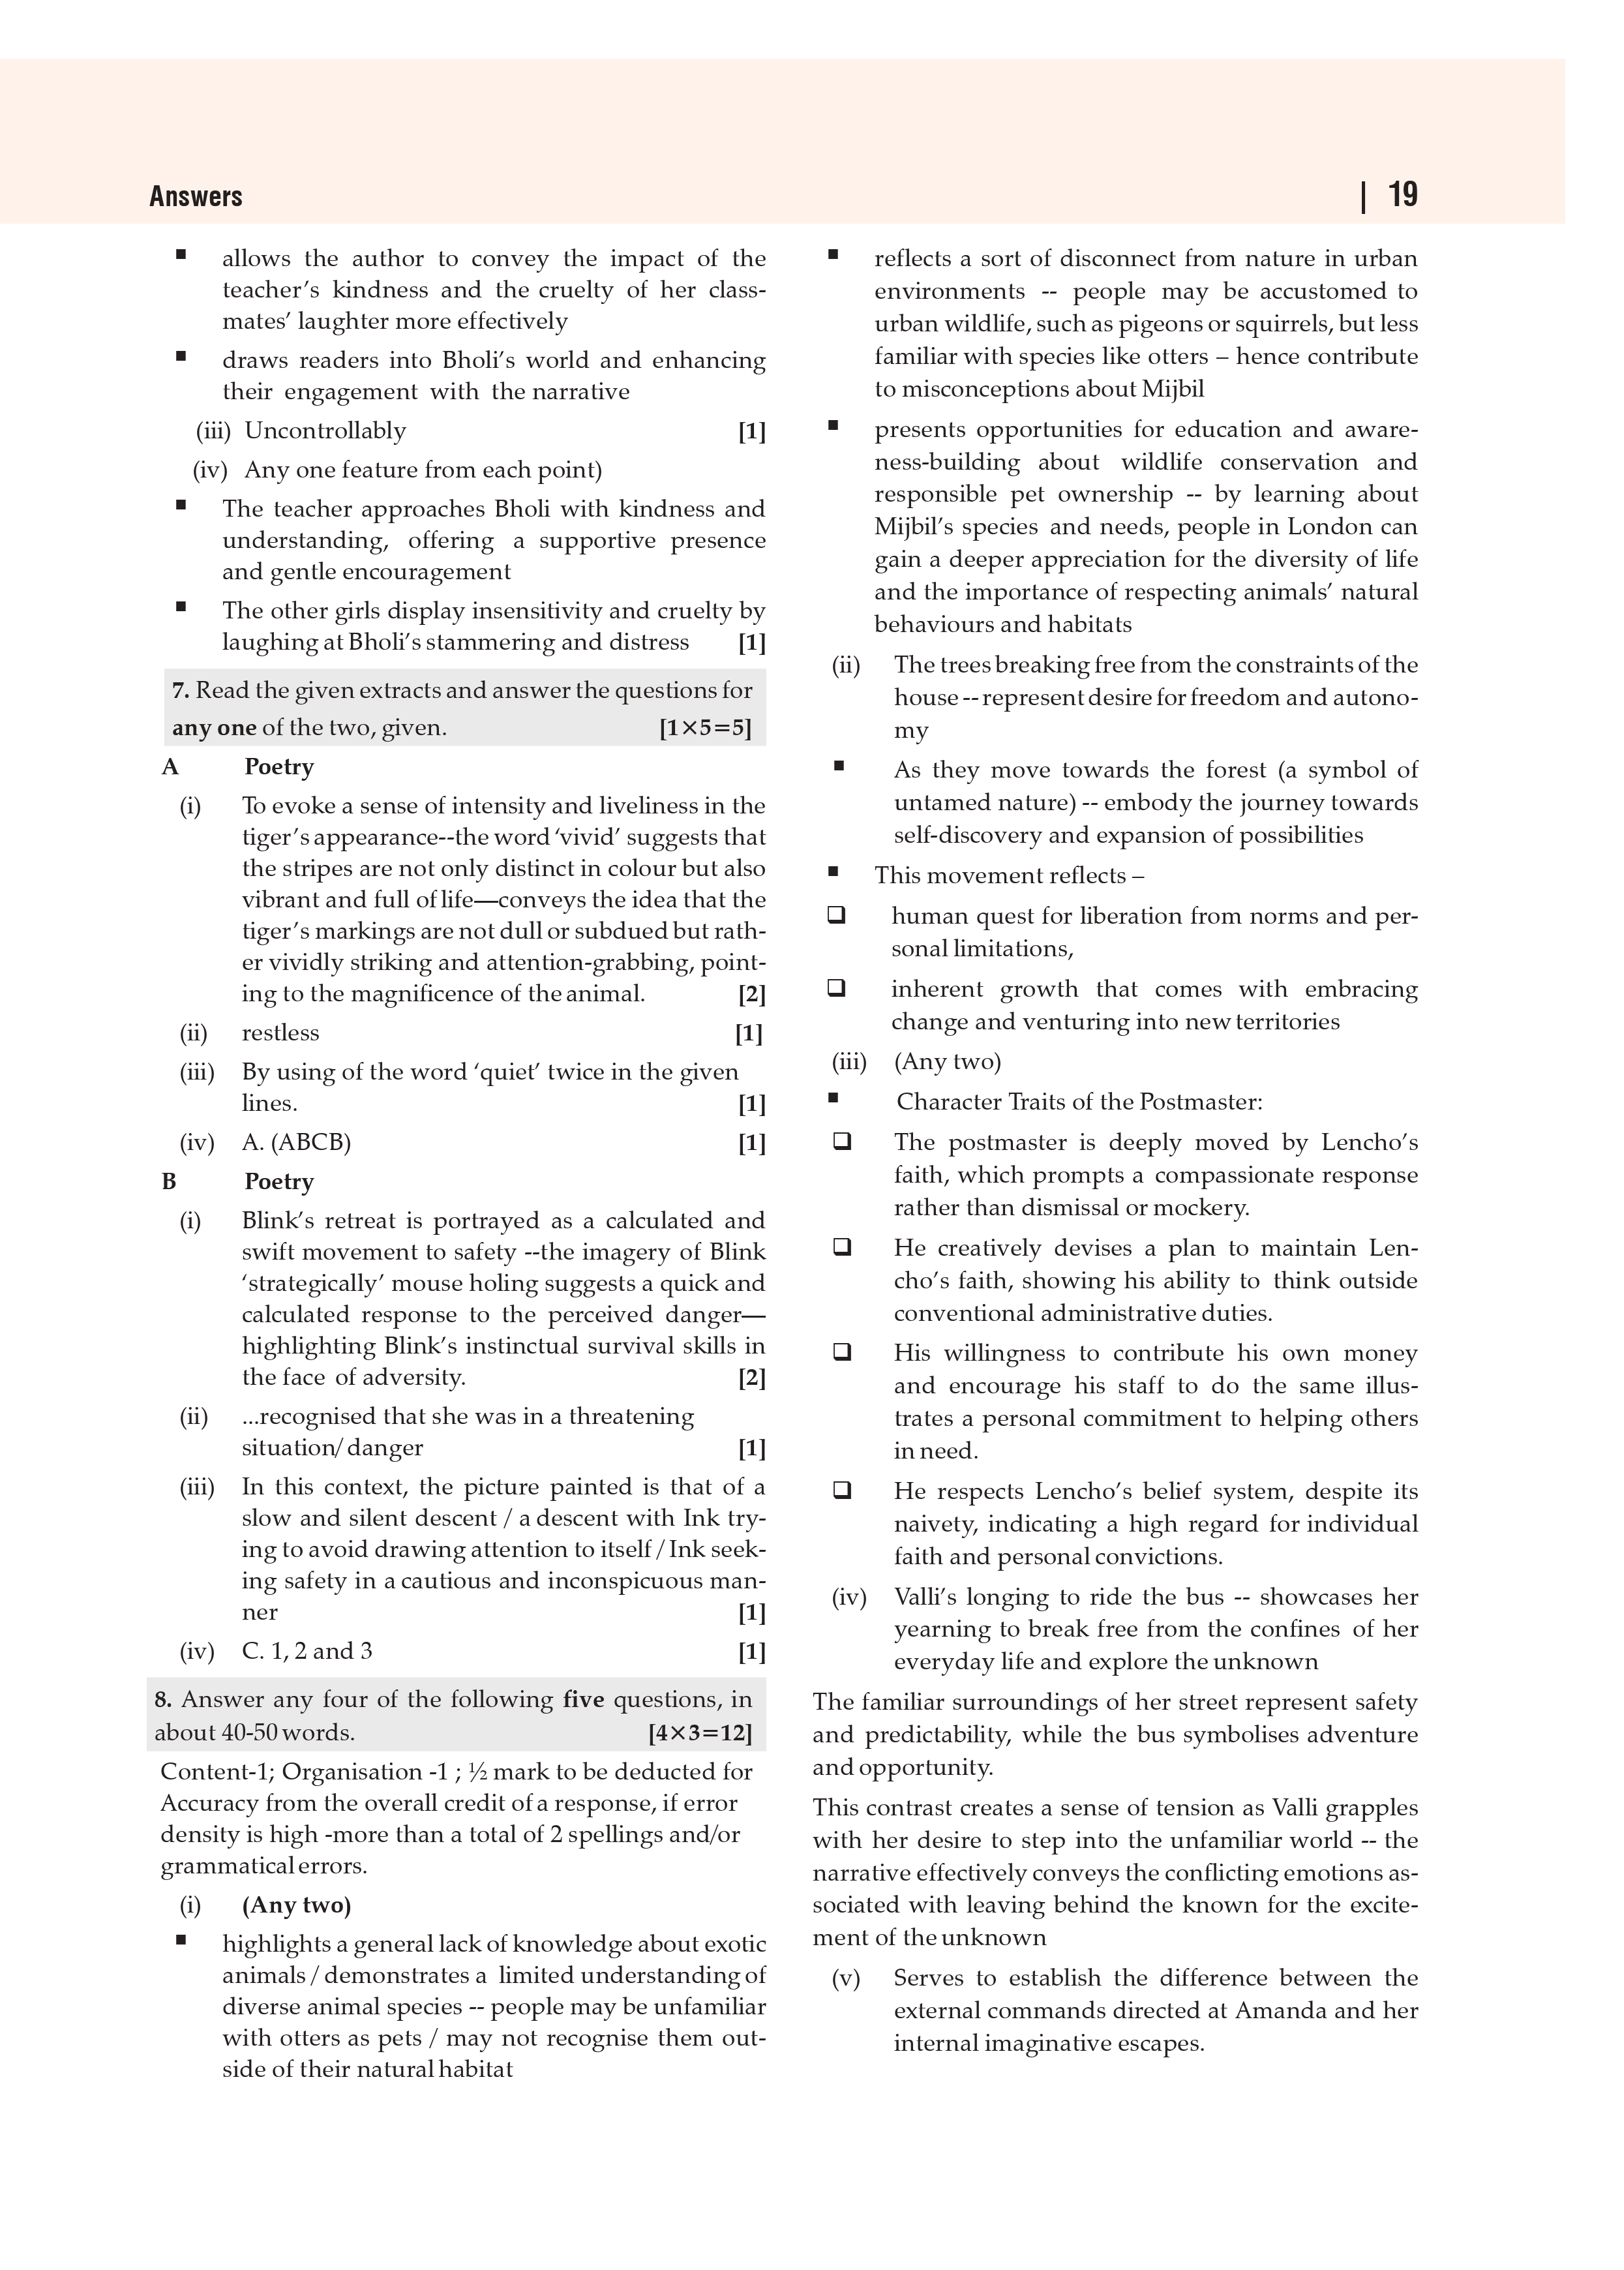 Answers
| 19
▪ allows the author to convey the impact of the
teacher’s kindness and the cruelty of her class-
mates’ laughter more effectively
▪ draws readers into Bholi’s world and enhancing
their engagement with the narrative
(iii) Uncontrollably [1]
(iv) Any one feature from each point)
▪ The teacher approaches Bholi with kindness and
understanding, offering a supportive presence
and gentle encouragement
▪ The other girls display insensitivity and cruelty by
laughing at Bholi’s stammering and distress [1]
7. Read the given extracts and answer the questions for
any one of the two, given. [1×5=5]
A Poetry
(i) To evoke a sense of intensity and liveliness in the
tiger’s appearance--the word ‘vivid’ suggests that
the stripes are not only distinct in colour but also
vibrant and full of life—conveys the idea that the
tiger’s markings are not dull or subdued but rath-
er vividly striking and attention-grabbing, point-
ing to the magnificence of the animal. [2]
(ii) restless [1]
(iii) By using of the word ‘quiet’ twice in the given
lines. [1]
(iv) A. (ABCB) [1]
B Poetry
(i) Blink’s retreat is portrayed as a calculated and
swift movement to safety --the imagery of Blink
‘strategically’ mouse holing suggests a quick and
calculated response to the perceived danger—
highlighting Blink’s instinctual survival skills in
the face of adversity. [2]
(ii) ...recognised that she was in a threatening
situation/ danger [1]
(iii) In this context, the picture painted is that of a
slow and silent descent / a descent with Ink try-
ing to avoid drawing attention to itself / Ink seek-
ing safety in a cautious and inconspicuous man-
ner [1]
(iv) C. 1, 2 and 3 [1]
8. Answer any four of the following five questions, in
about 40-50 words. [4×3=12]
Content-1; Organisation -1 ; ½ mark to be deducted for
Accuracy from the overall credit of a response, if error
density is high -more than a total of 2 spellings and/or
grammatical errors.
(i) (Any two)
▪ highlights a general lack of knowledge about exotic
animals / demonstrates a limited understanding of
diverse animal species -- people may be unfamiliar
with otters as pets / may not recognise them out-
side of their natural habitat
▪ reflects a sort of disconnect from nature in urban
environments -- people may be accustomed to
urban wildlife, such as pigeons or squirrels, but less
familiar with species like otters – hence contribute
to misconceptions about Mijbil
▪ presents opportunities for education and aware-
ness-building about wildlife conservation and
responsible pet ownership -- by learning about
Mijbil’s species and needs, people in London can
gain a deeper appreciation for the diversity of life
and the importance of respecting animals’ natural
behaviours and habitats
(ii) The trees breaking free from the constraints of the
house -- represent desire for freedom and autono-
my
▪ As they move towards the forest (a symbol of
untamed nature) -- embody the journey towards
self-discovery and expansion of possibilities
▪ This movement reflects –
❑ human quest for liberation from norms and per-
sonal limitations,
❑ inherent growth that comes with embracing
change and venturing into new territories
(iii) (Any two)
▪ Character Traits of the Postmaster:
❑ The postmaster is deeply moved by Lencho’s
faith, which prompts a compassionate response
rather than dismissal or mockery.
❑ He creatively devises a plan to maintain Len-
cho’s faith, showing his ability to think outside
conventional administrative duties.
❑ His willingness to contribute his own money
and encourage his staff to do the same illus-
trates a personal commitment to helping others
in need.
❑ He respects Lencho’s belief system, despite its
naivety, indicating a high regard for individual
faith and personal convictions.
(iv) Valli’s longing to ride the bus -- showcases her
yearning to break free from the confines of her
everyday life and explore the unknown
The familiar surroundings of her street represent safety
and predictability, while the bus symbolises adventure
and opportunity.
This contrast creates a sense of tension as Valli grapples
with her desire to step into the unfamiliar world -- the
narrative effectively conveys the conflicting emotions as-
sociated with leaving behind the known for the excite-
ment of the unknown
(v) Serves to establish the difference between the
external commands directed at Amanda and her
internal imaginative escapes.